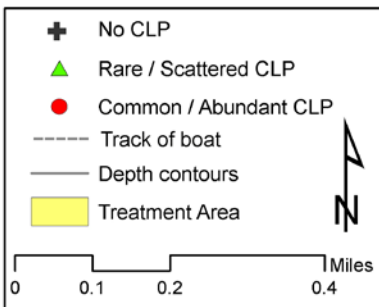 No CLP
Rare / Scattered CLP
Common / Abundant CLP
Track of boat
Depth contours
Treatment Area
N
Miles
0 0.1 0.2 0.4